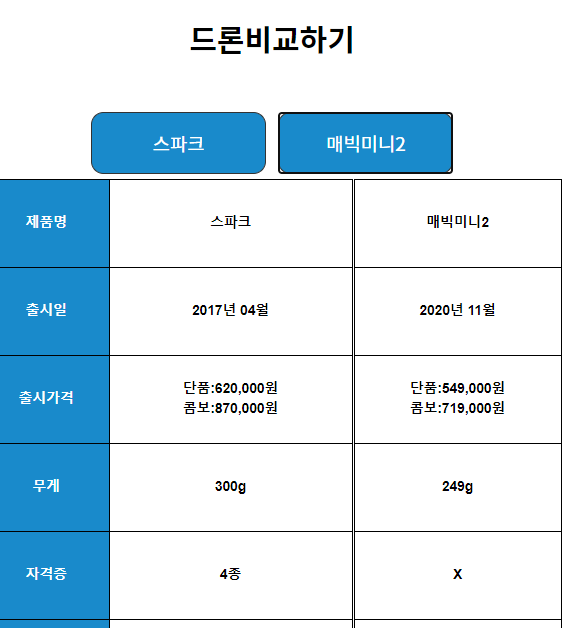 드론비교하기
스파크 매빅미니2
제품명 스파크 매빅미니2
출시일 2017년 04월 2020년 11월
출시가격 단품:620,000원 단품:549,000원
콤보:870,000원 콤보:719,000원
무게 300g 249g
자격증 4종 X